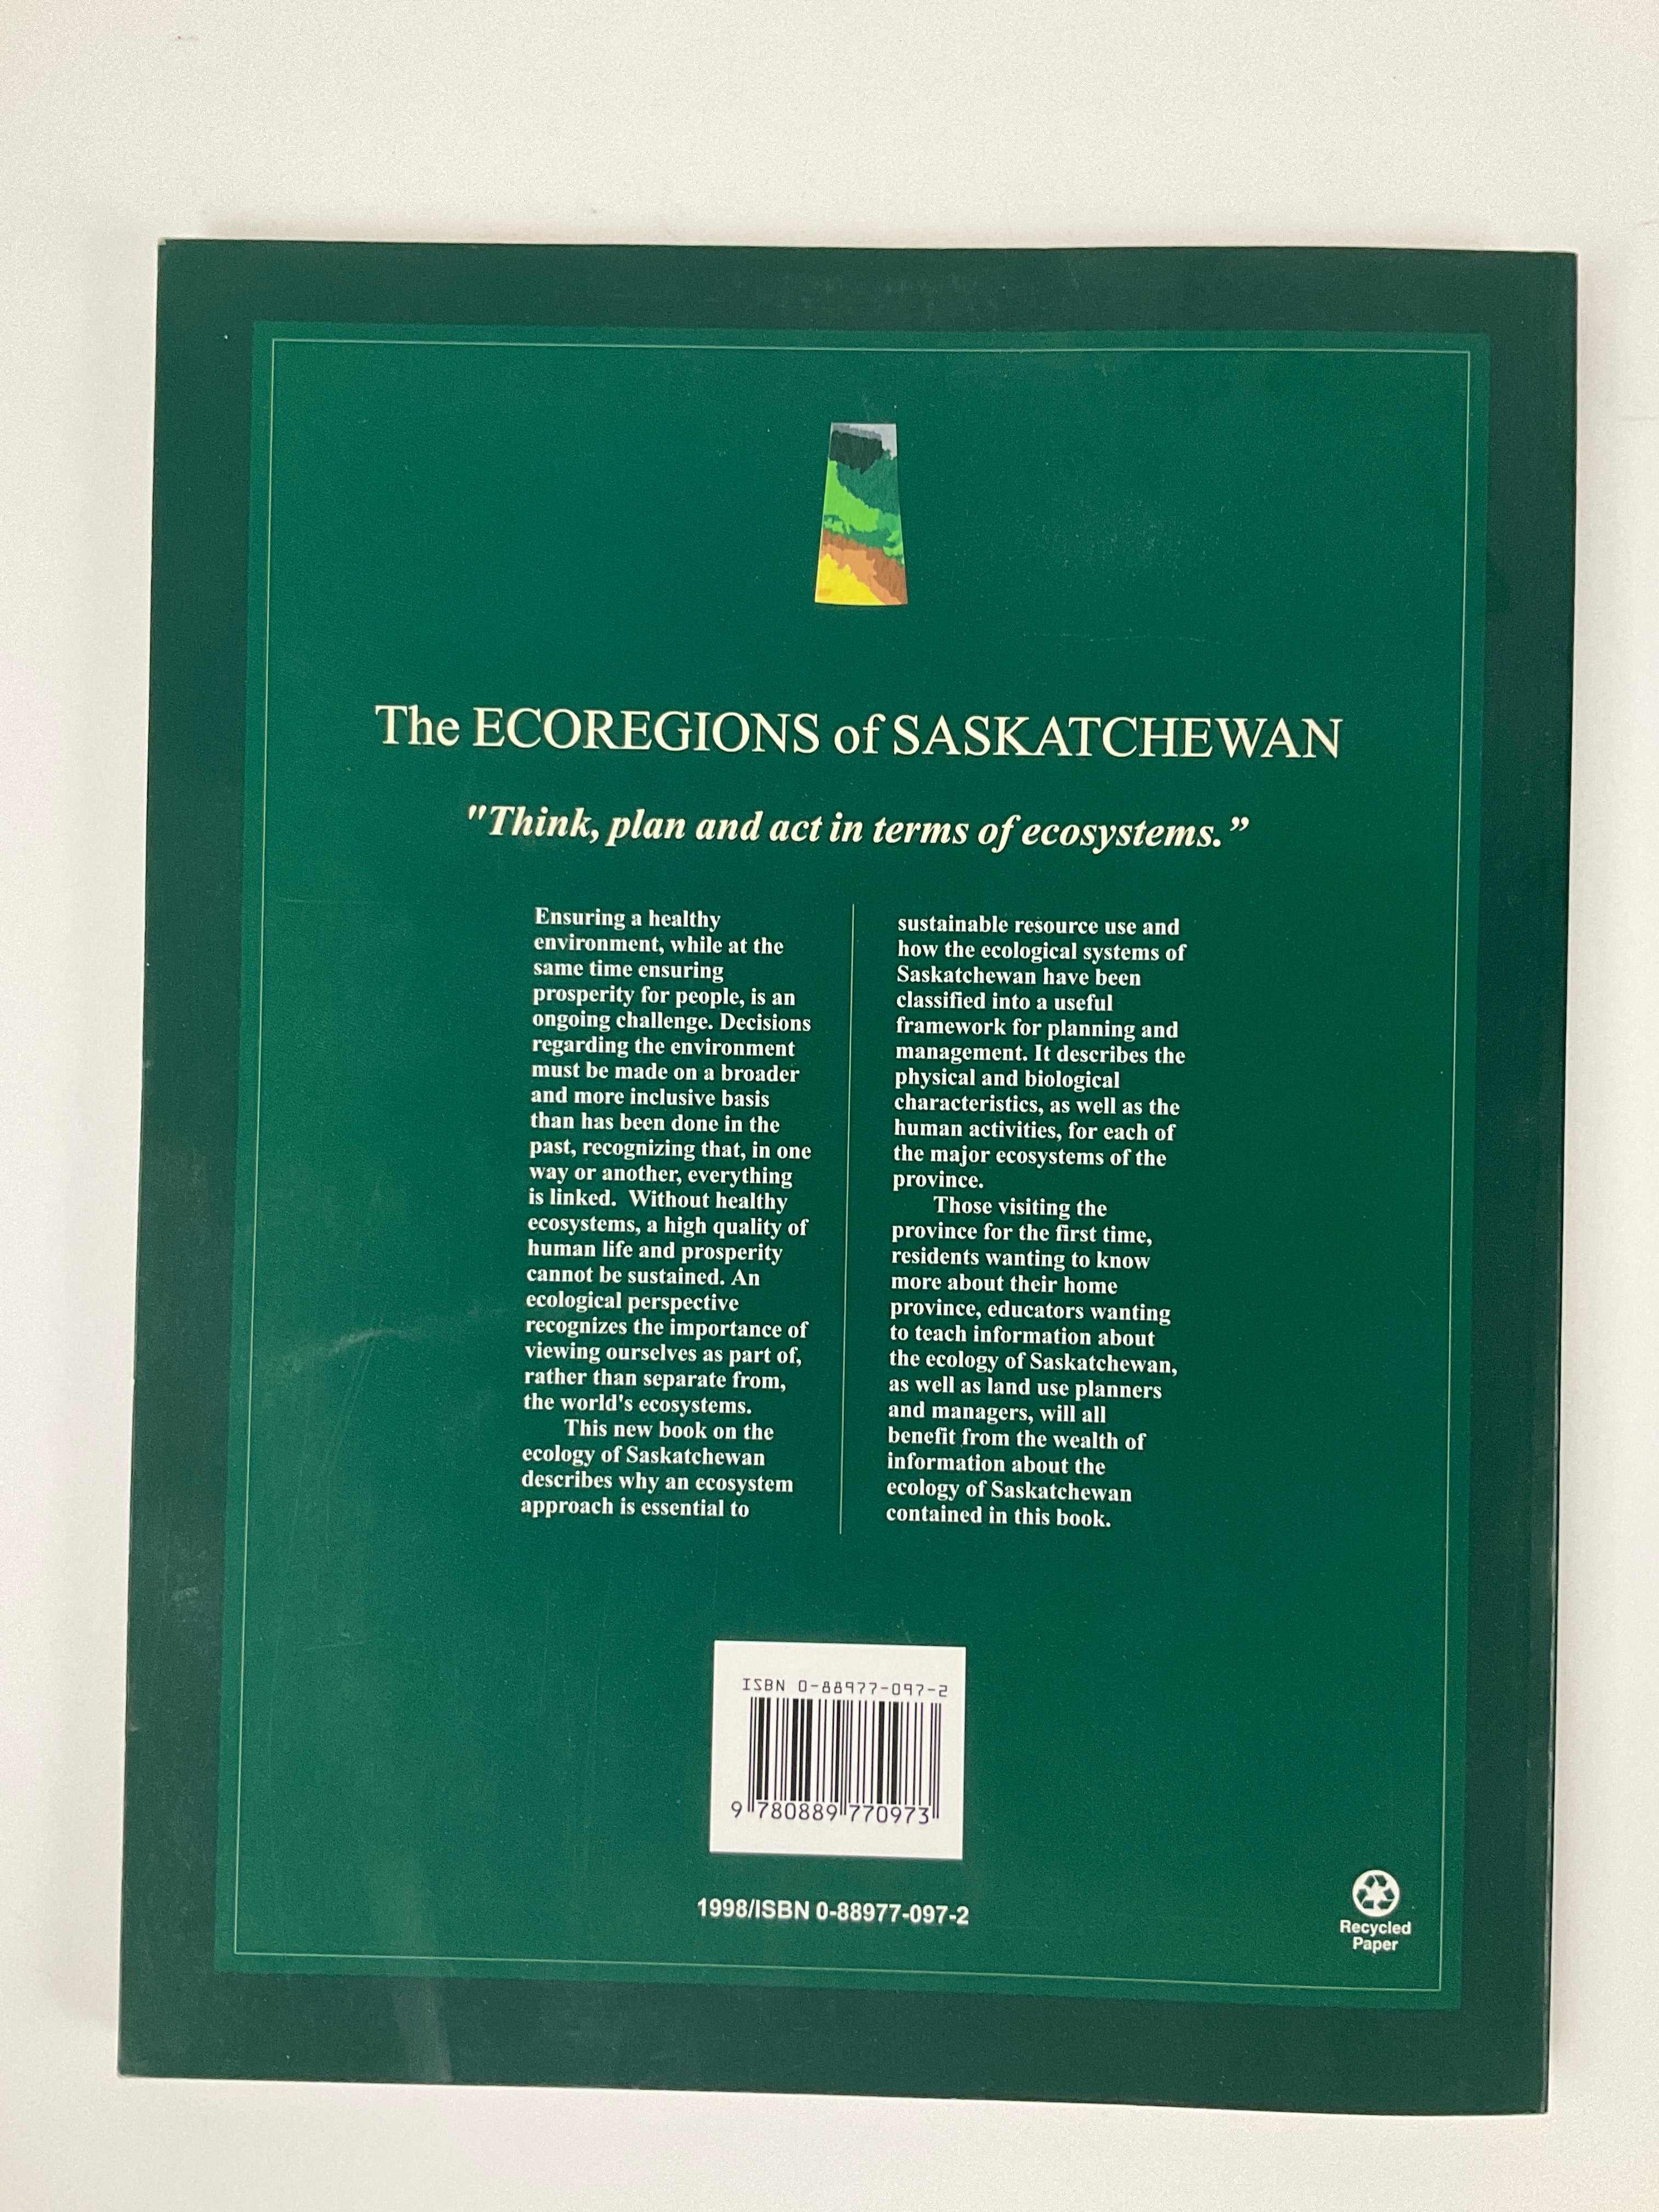 The ECOREGIONS of SASKATCHEWAN
"Think, plan and act in terms of ecosystems.”
Ensuring a healthy
environment, while at the
same time ensuring
prosperity for people, is an
ongoing challenge. Decisions
regarding the environment
must be made on a broader
and more inclusive basis
than has been done in the
past, recognizing that, in one
way or another, everything
is linked.  Without healthy
ecosystems, a high quality of
human life and prosperity
cannot be sustained. An
ecological perspective
recognizes the importance of
viewing ourselves as part of,
rather than separate from,
the world's ecosystems.
This new book on the
ecology of Saskatchewan
describes why an ecosystem
approach is essential to
sustainable resource use and
how the ecological systems of
Saskatchewan have been
classified into a useful
framework for planning and
management. It describes the
physical and biological
characteristics, as well as the
human activities, for each of
the major ecosystems of the
province.
Those visiting the
province for the first time,
residents wanting to know
more about their home
province, educators wanting
to teach information about
the ecology of Saskatchewan,
as well as land use planners
and managers, will all
benefit from the wealth of
information about the
ecology of Saskatchewan
contained in this book.
ISBN 0-88977-097-2
9 780889 770973
1998/ISBN 0-88977-097-2
Recycled
Paper